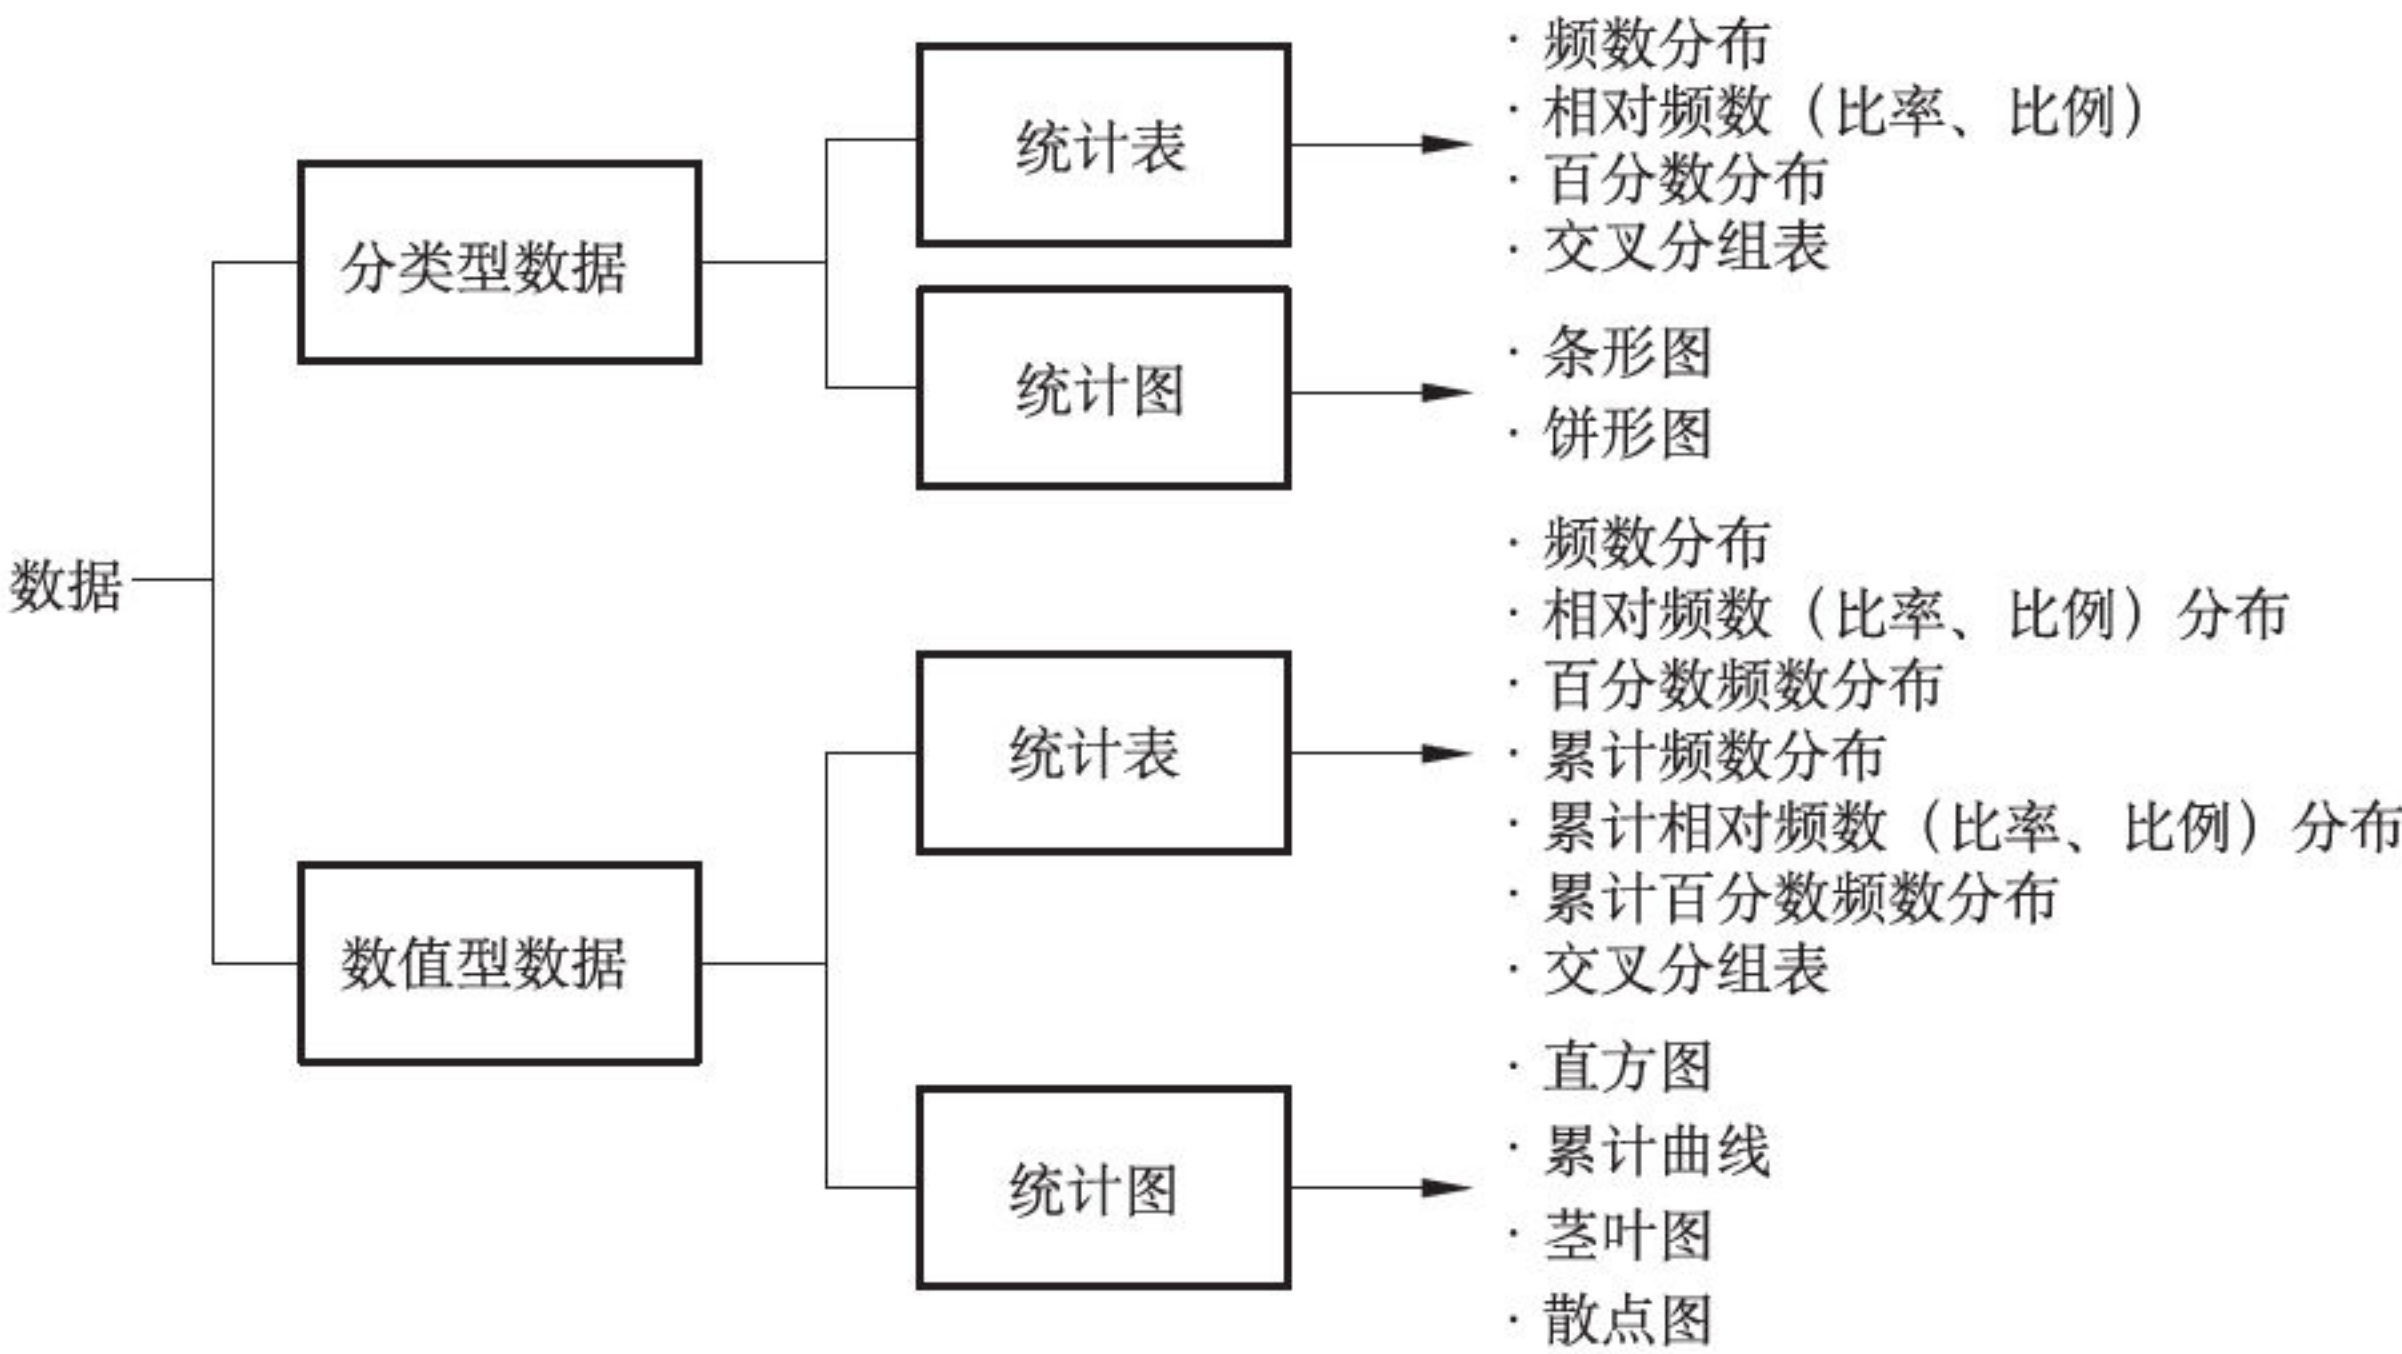 数据
分类型数据
统计表
· 频数分布
· 相对频数（比率、比例）
· 百分数分布
· 交叉分组表
统计图
· 条形图
· 饼形图
数值型数据
统计表
· 频数分布
· 相对频数（比率、比例）分布
· 百分数频数分布
· 累计频数分布
· 累计相对频数（比率、比例）分布
· 累计百分数频数分布
· 交叉分组表
统计图
· 直方图
· 累计曲线
· 茎叶图
· 散点图